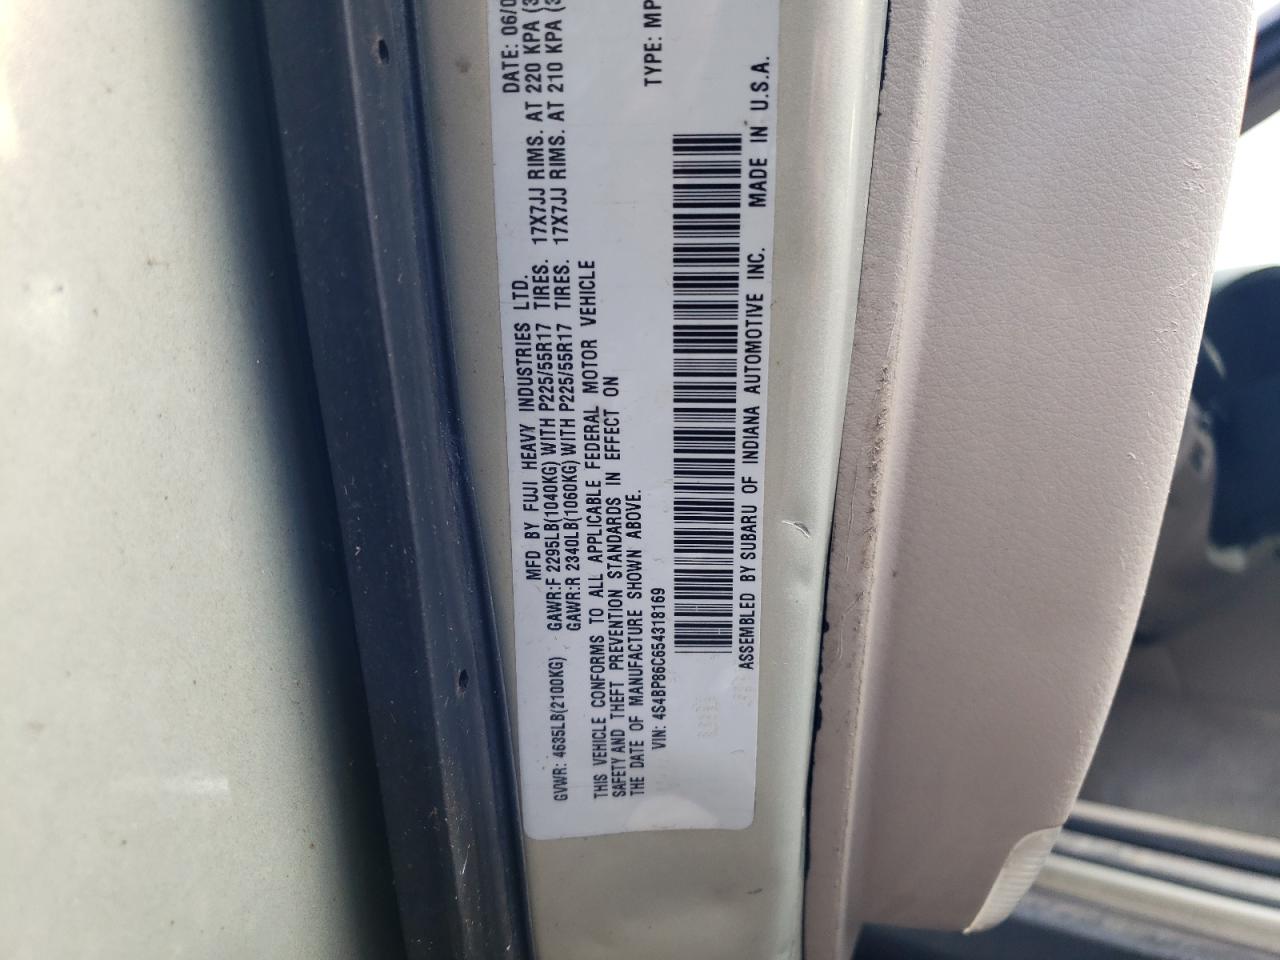 MFD BY FUJI HEAVY INDUSTRIES LTD. DATE: 06/0
GVWR: 4635LB(2100KG) GAWR:F 2295LB(1040KG) WITH P225/55R17 TIRES. 17X7JJ RIMS. AT 220 KPA (3
GAWR:R 2340LB(1060KG) WITH P225/55R17 TIRES. 17X7JJ RIMS. AT 210 KPA (3
THIS VEHICLE CONFORMS TO ALL APPLICABLE FEDERAL MOTOR VEHICLE
SAFETY AND THEFT PREVENTION STANDARDS IN EFFECT ON
THE DATE OF MANUFACTURE SHOWN ABOVE.
VIN: 4S4BP86C654318169 TYPE: MP
ASSEMBLED BY SUBARU OF INDIANA AUTOMOTIVE INC. MADE IN U.S.A.